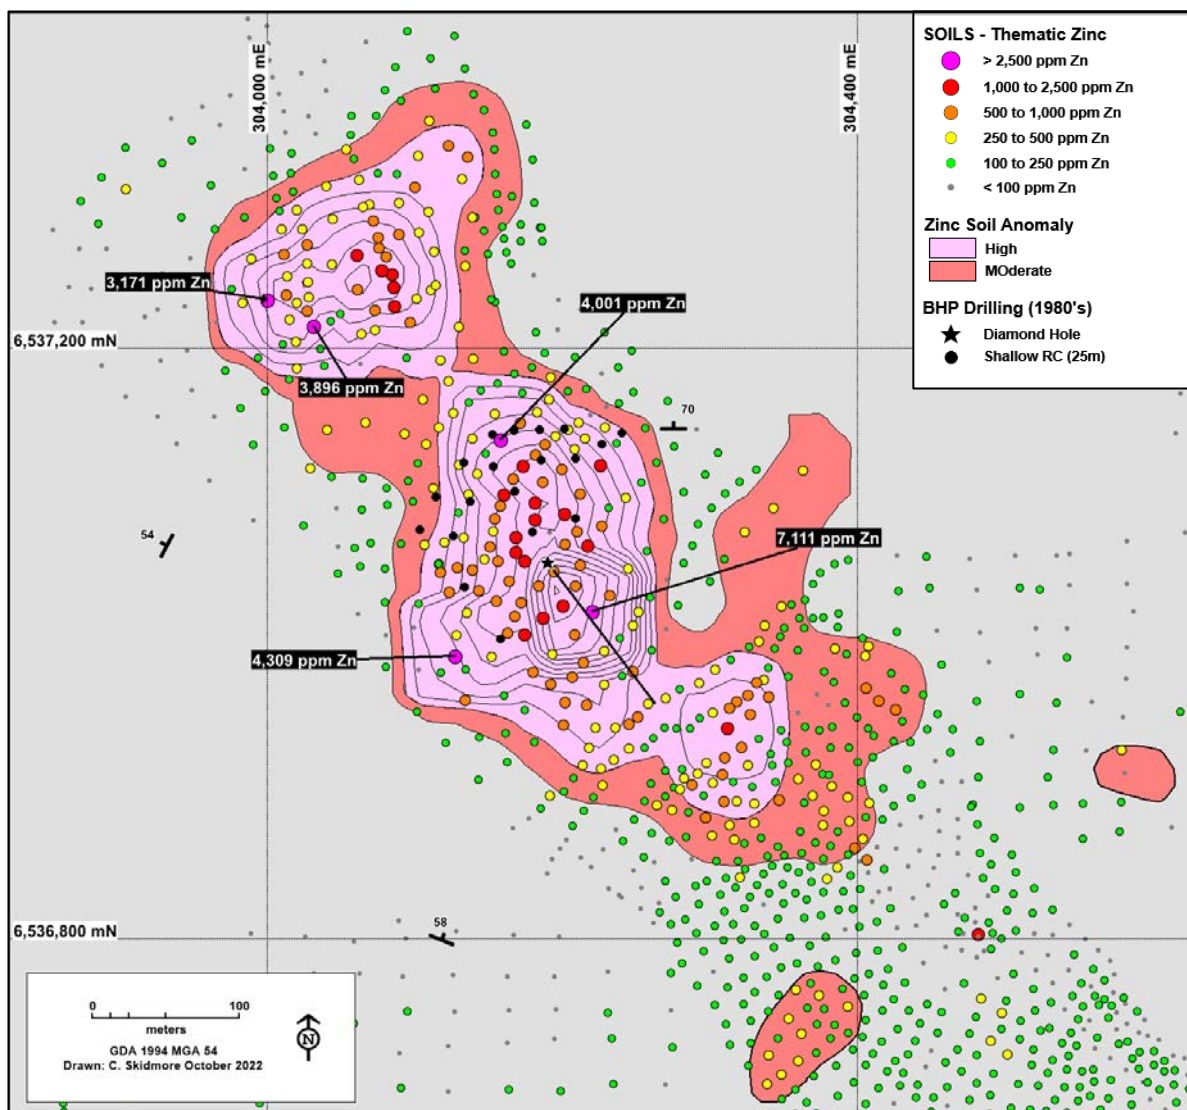 304,000 mE
304,400 mE
SOILS - Thematic Zinc
> 2,500 ppm Zn
1,000 to 2,500 ppm Zn
500 to 1,000 ppm Zn
250 to 500 ppm Zn
100 to 250 ppm Zn
< 100 ppm Zn
Zinc Soil Anomaly
High
MOderate
BHP Drilling (1980's)
Diamond Hole
Shallow RC (25m)
3,171 ppm Zn
4,001 ppm Zn
6,537,200 mN
3,896 ppm Zn
70
54
7,111 ppm Zn
4,309 ppm Zn
58
6,536,800 mN
0 100
meters
N
GDA 1994 MGA 54
Drawn: C. Skidmore October 2022